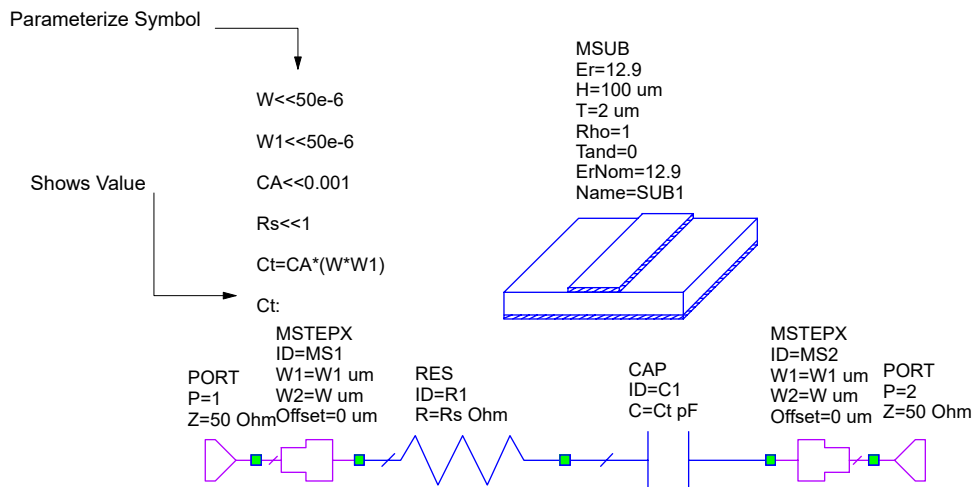 Parameterize Symbol
W<<50e-6
W1<<50e-6
CA<<0.001
Rs<<1
Ct=CA*(W*W1)
Ct:
Shows Value
MSUB
Er=12.9
H=100 um
T=2 um
Rho=1
Tand=0
ErNom=12.9
Name=SUB1
PORT
P=1
Z=50 Ohm
MSTEPX
ID=MS1
W1=W1 um
W2=W um
Offset=0 um
RES
ID=R1
R=Rs Ohm
CAP
ID=C1
C=Ct pF
MSTEPX
ID=MS2
W1=W1 um
W2=W um
Offset=0 um
PORT
P=2
Z=50 Ohm